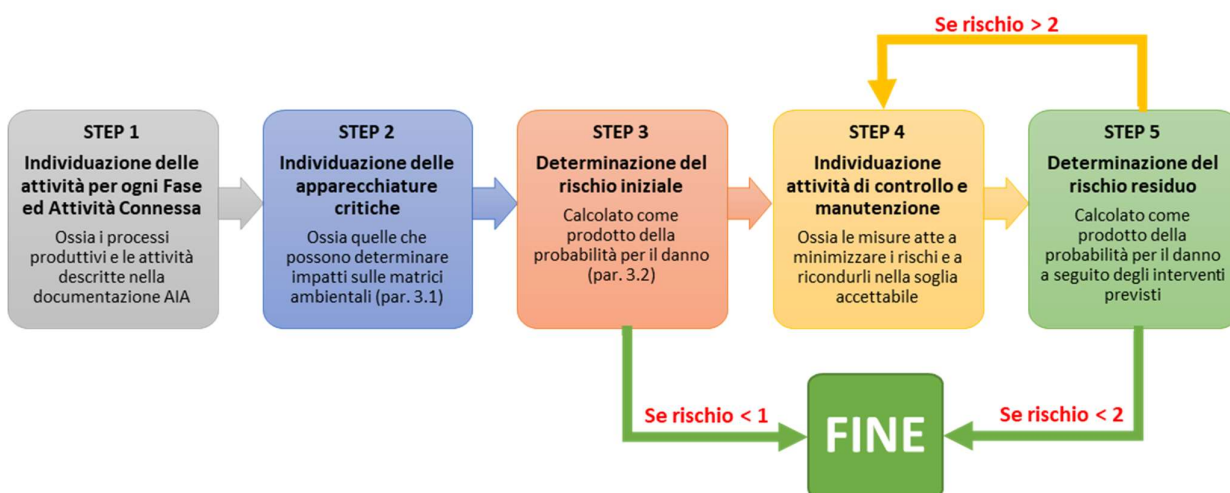 Se rischio > 2
STEP 1
Individuazione delle
attività per ogni Fase
ed Attività Connessa
Ossia i processi
produttivi e le attività
descritte nella
documentazione AIA
STEP 2
Individuazione delle
apparecchiature
critiche
Ossia quelle che
possono determinare
impatti sulle matrici
ambientali (par. 3.1)
STEP 3
Determinazione del
rischio iniziale
Calcolato come
prodotto della
probabilità per il danno
(par. 3.2)
STEP 4
Individuazione
attività di controllo e
manutenzione
Ossia le misure atte a
minimizzare i rischi e a
ricondurli nella soglia
accettabile
STEP 5
Determinazione del
rischio residuo
Calcolato come
prodotto della
probabilità per il danno
a seguito degli interventi
previsti
Se rischio < 1
FINE
Se rischio < 2